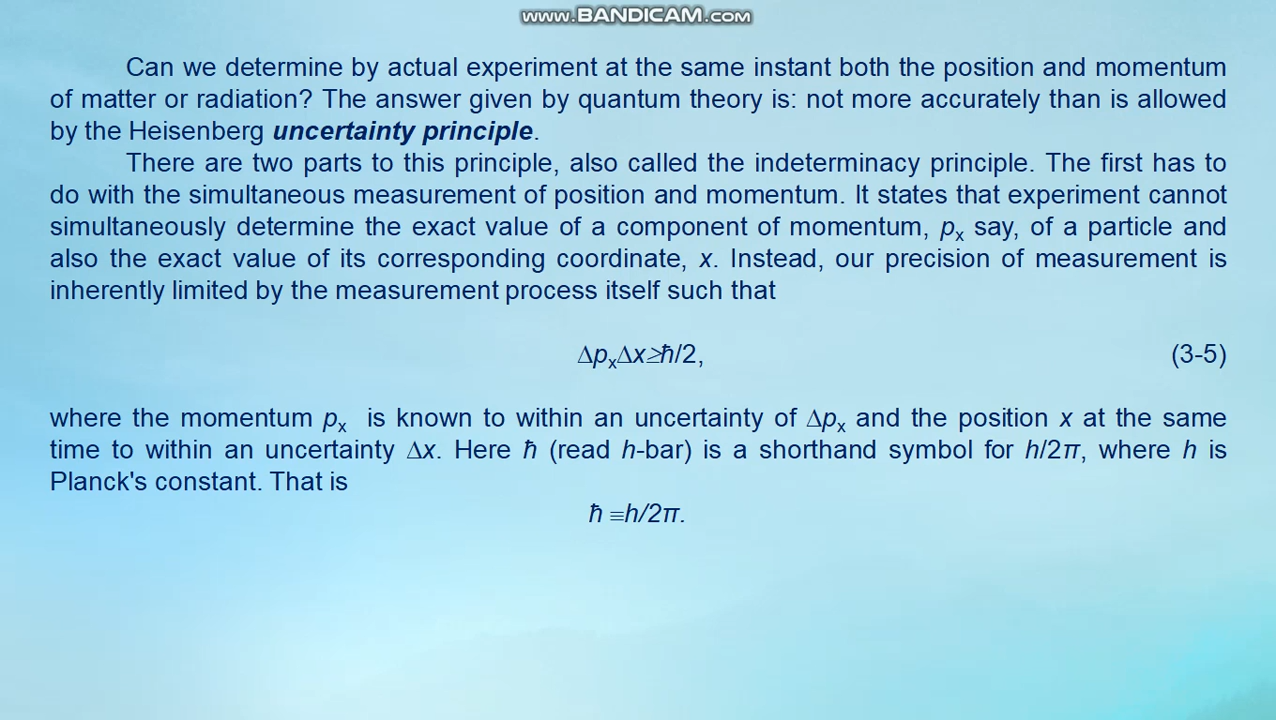 www.BANDICAM.com
Can we determine by actual experiment at the same instant both the position and momentum
of matter or radiation? The answer given by quantum theory is: not more accurately than is allowed
by the Heisenberg uncertainty principle.
There are two parts to this principle, also called the indeterminacy principle. The first has to
do with the simultaneous measurement of position and momentum. It states that experiment cannot
simultaneously determine the exact value of a component of momentum, pₓ say, of a particle and
also the exact value of its corresponding coordinate, x. Instead, our precision of measurement is
inherently limited by the measurement process itself such that
ΔpₓΔx≥ħ/2, (3-5)
where the momentum pₓ is known to within an uncertainty of Δpₓ and the position x at the same
time to within an uncertainty Δx. Here ħ (read h-bar) is a shorthand symbol for h/2π, where h is
Planck's constant. That is
ħ ≡h/2π.